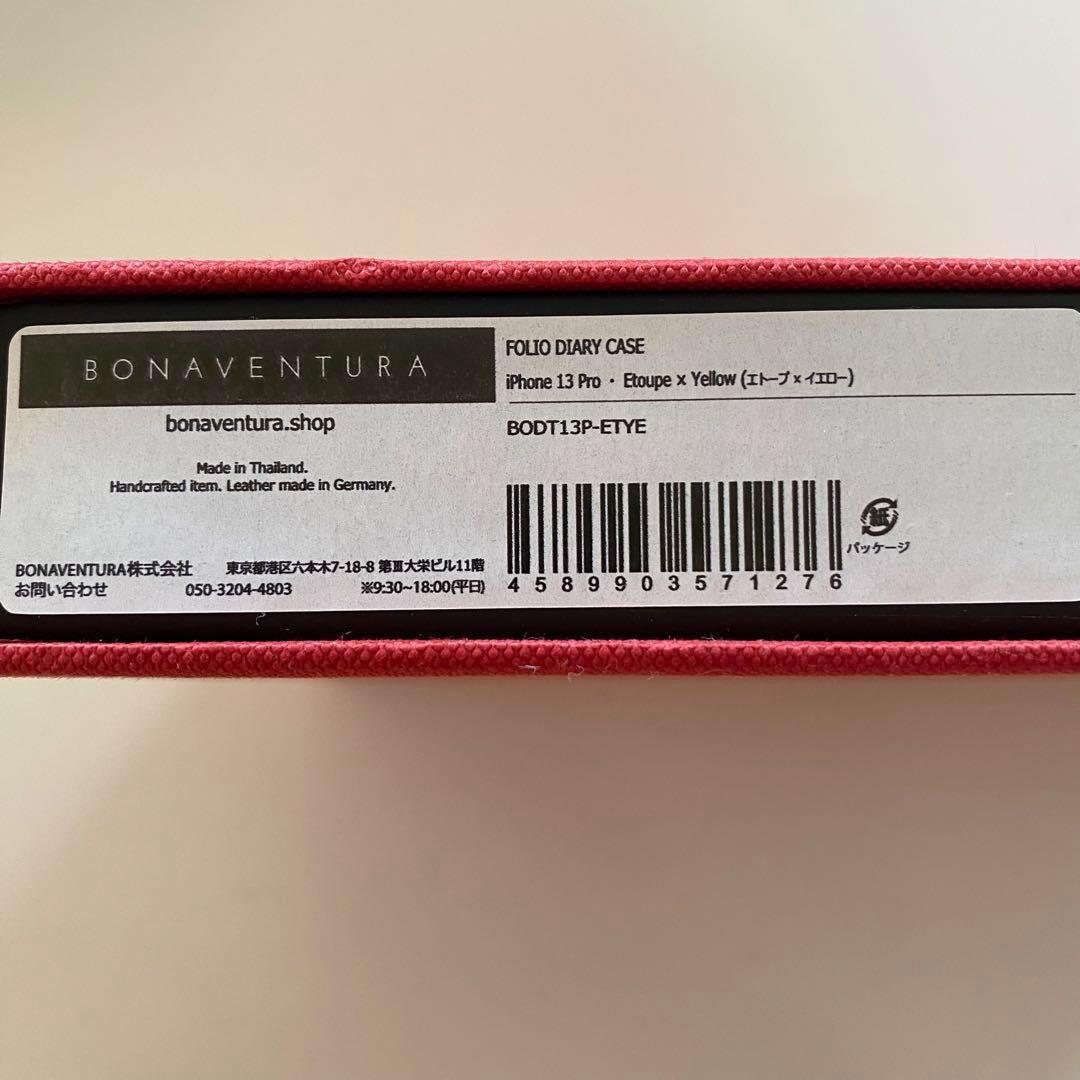 BONAVENTURA
bonaventura.shop
Made in Thailand.
Handcrafted item. Leather made in Germany.
BONAVENTURA株式会社 東京都港区六本木7-18-8 第Ⅲ大栄ビル11階
お問い合わせ 050-3204-4803 ※9:30~18:00(平日)
FOLIO DIARY CASE
iPhone 13 Pro・Etoupe × Yellow (エトープ × イエロー)
BODT13P-ETYE
4589903571276
紙
パッケージ